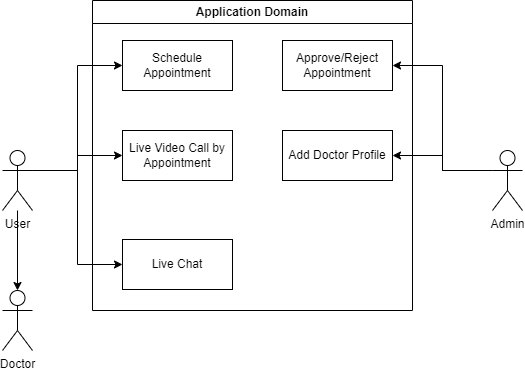 Application Domain
Schedule
Appointment
Approve/Reject
Appointment
Live Video Call by
Appointment
Add Doctor Profile
User
Admin
Live Chat
Doctor